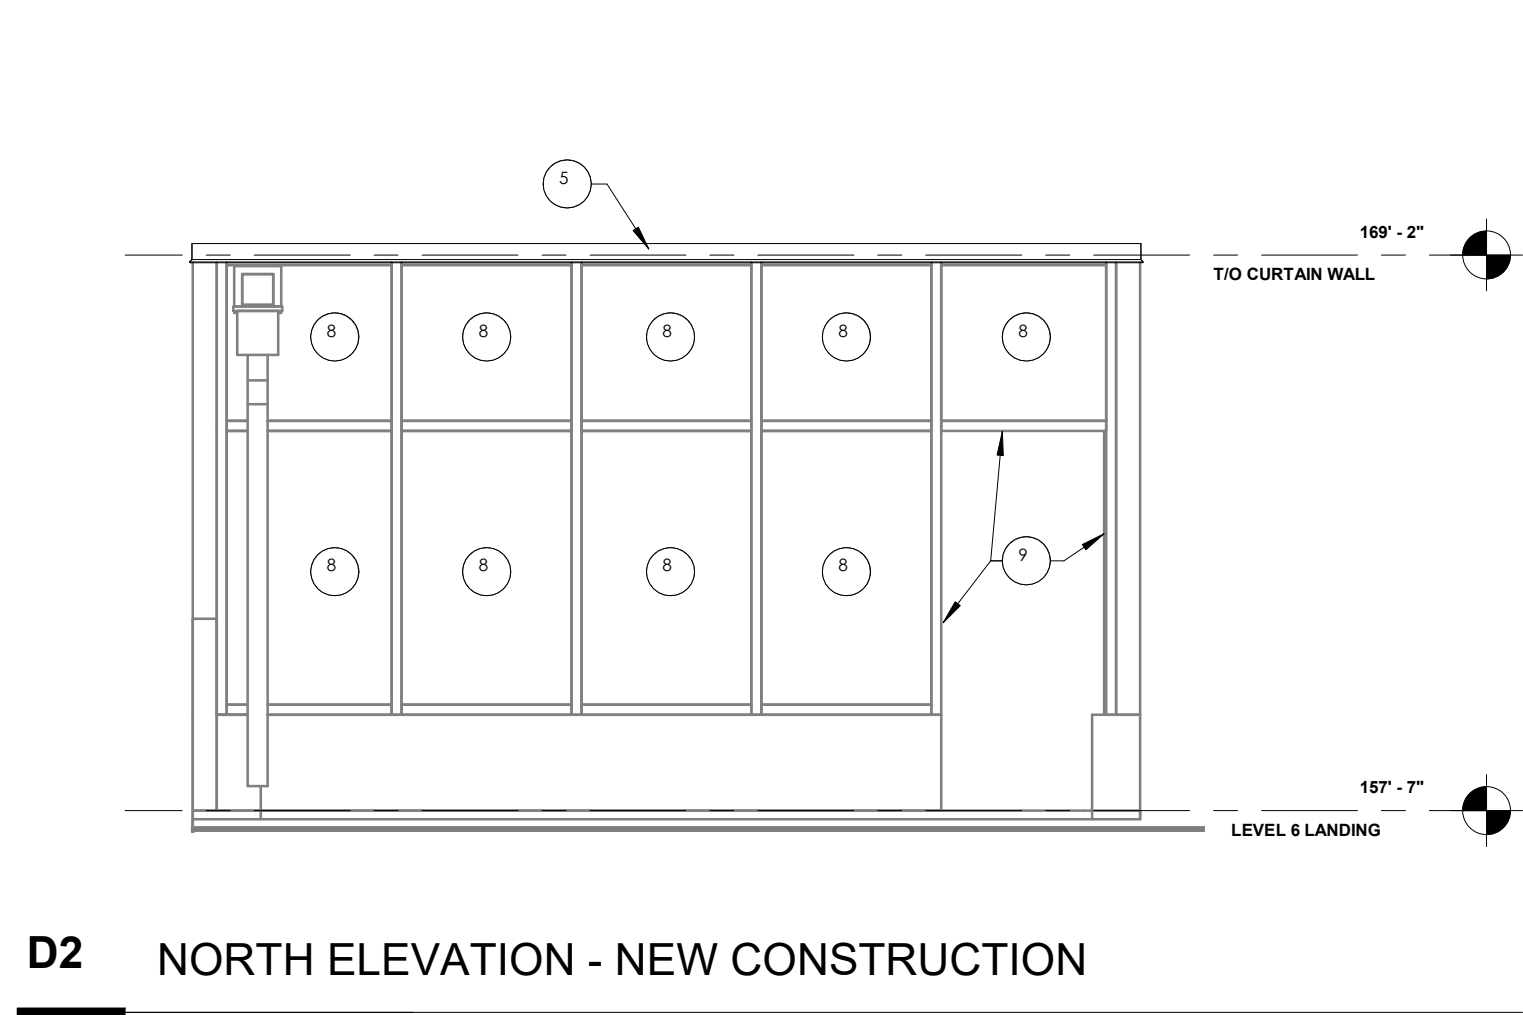 5
169' - 2"
T/O CURTAIN WALL
8 8 8 8 8
9
8 8 8 8
157' - 7"
LEVEL 6 LANDING
D2 NORTH ELEVATION - NEW CONSTRUCTION